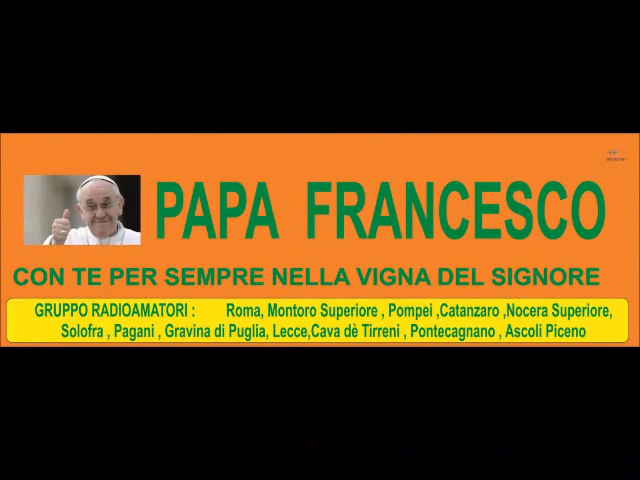 PAPA FRANCESCO
CON TE PER SEMPRE NELLA VIGNA DEL SIGNORE
GRUPPO RADIOAMATORI : Roma, Montoro Superiore , Pompei ,Catanzaro ,Nocera Superiore,
Solofra , Pagani , Gravina di Puglia, Lecce,Cava dè Tirreni , Pontecagnano , Ascoli Piceno